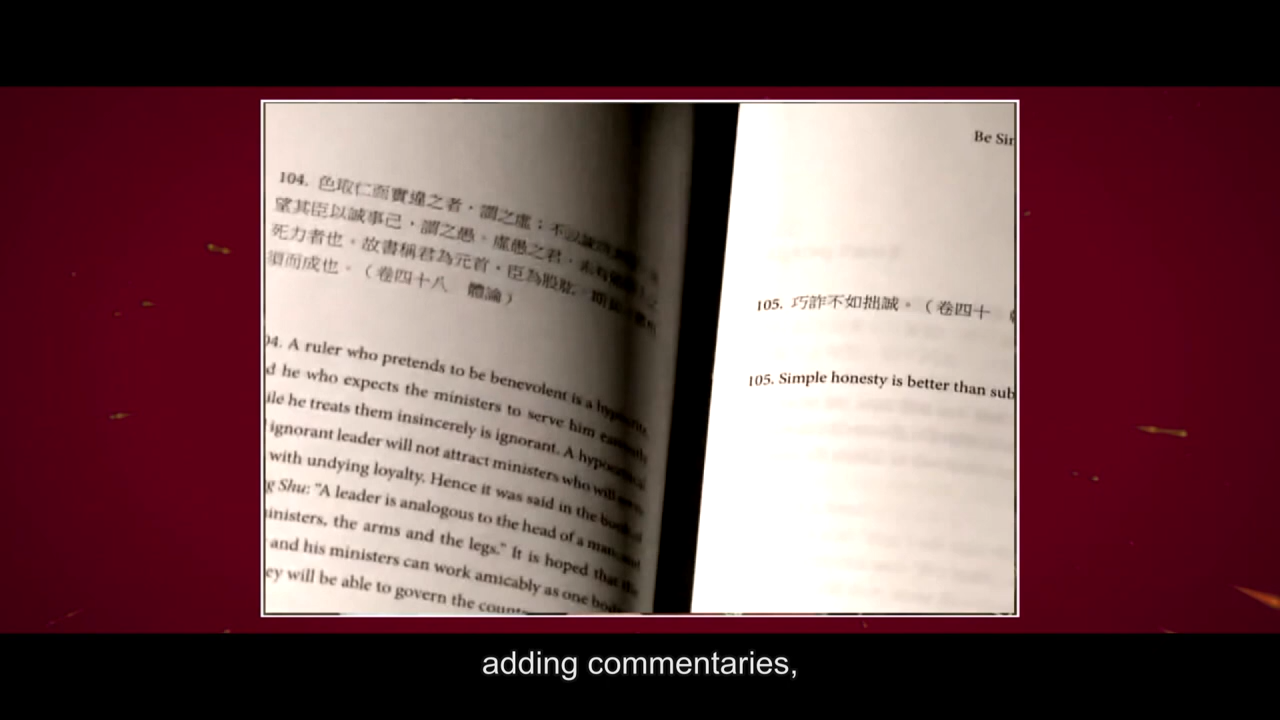 104. 色取仁而實違之者，謂之虛；不以誠
望其臣以誠事己，謂之愚。虛愚之君，未有
死力者也。故書稱君為元首，臣為股肱，期
須而成也。（卷四十八　體論）
04. A ruler who pretends to be benevolent is a
d he who expects the ministers to serve him
ile he treats them insincerely is ignorant. A
ignorant leader will not attract ministers who will
with undying loyalty. Hence it was said in the
g Shu: "A leader is analogous to the head of a man
inisters, the arms and the legs." It is hoped that
and his ministers can work amicably as one
ey will be able to govern the
Be Sin
105. 巧詐不如拙誠。（卷四十
105. Simple honesty is better than sub
adding commentaries,